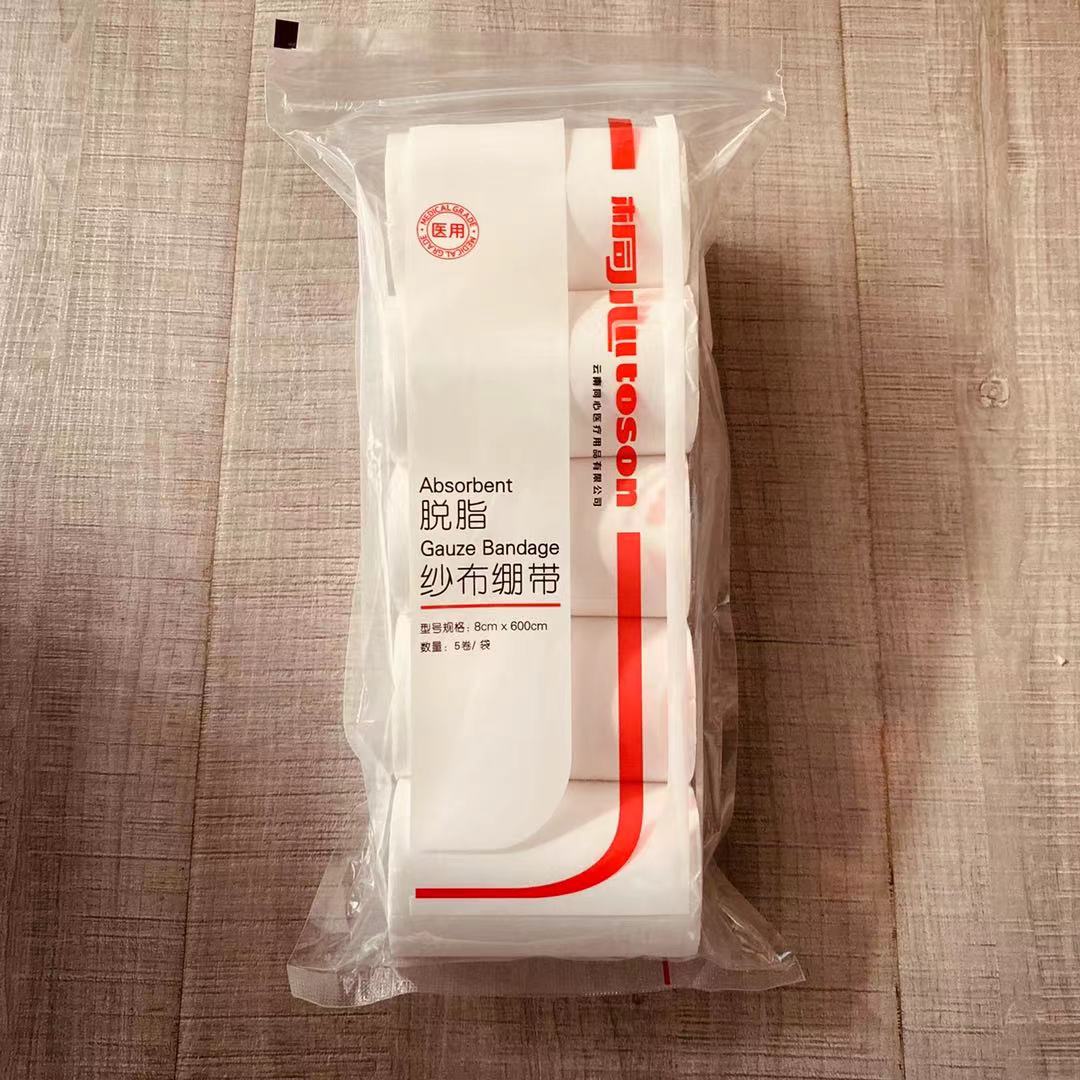 MEDICAL GRADE · MEDICAL GRADE ·
医用
toson
云南同心医疗用品有限公司
Absorbent
脱脂
Gauze Bandage
纱布绷带
型号规格：8cm x 600cm
数量：5卷/ 袋